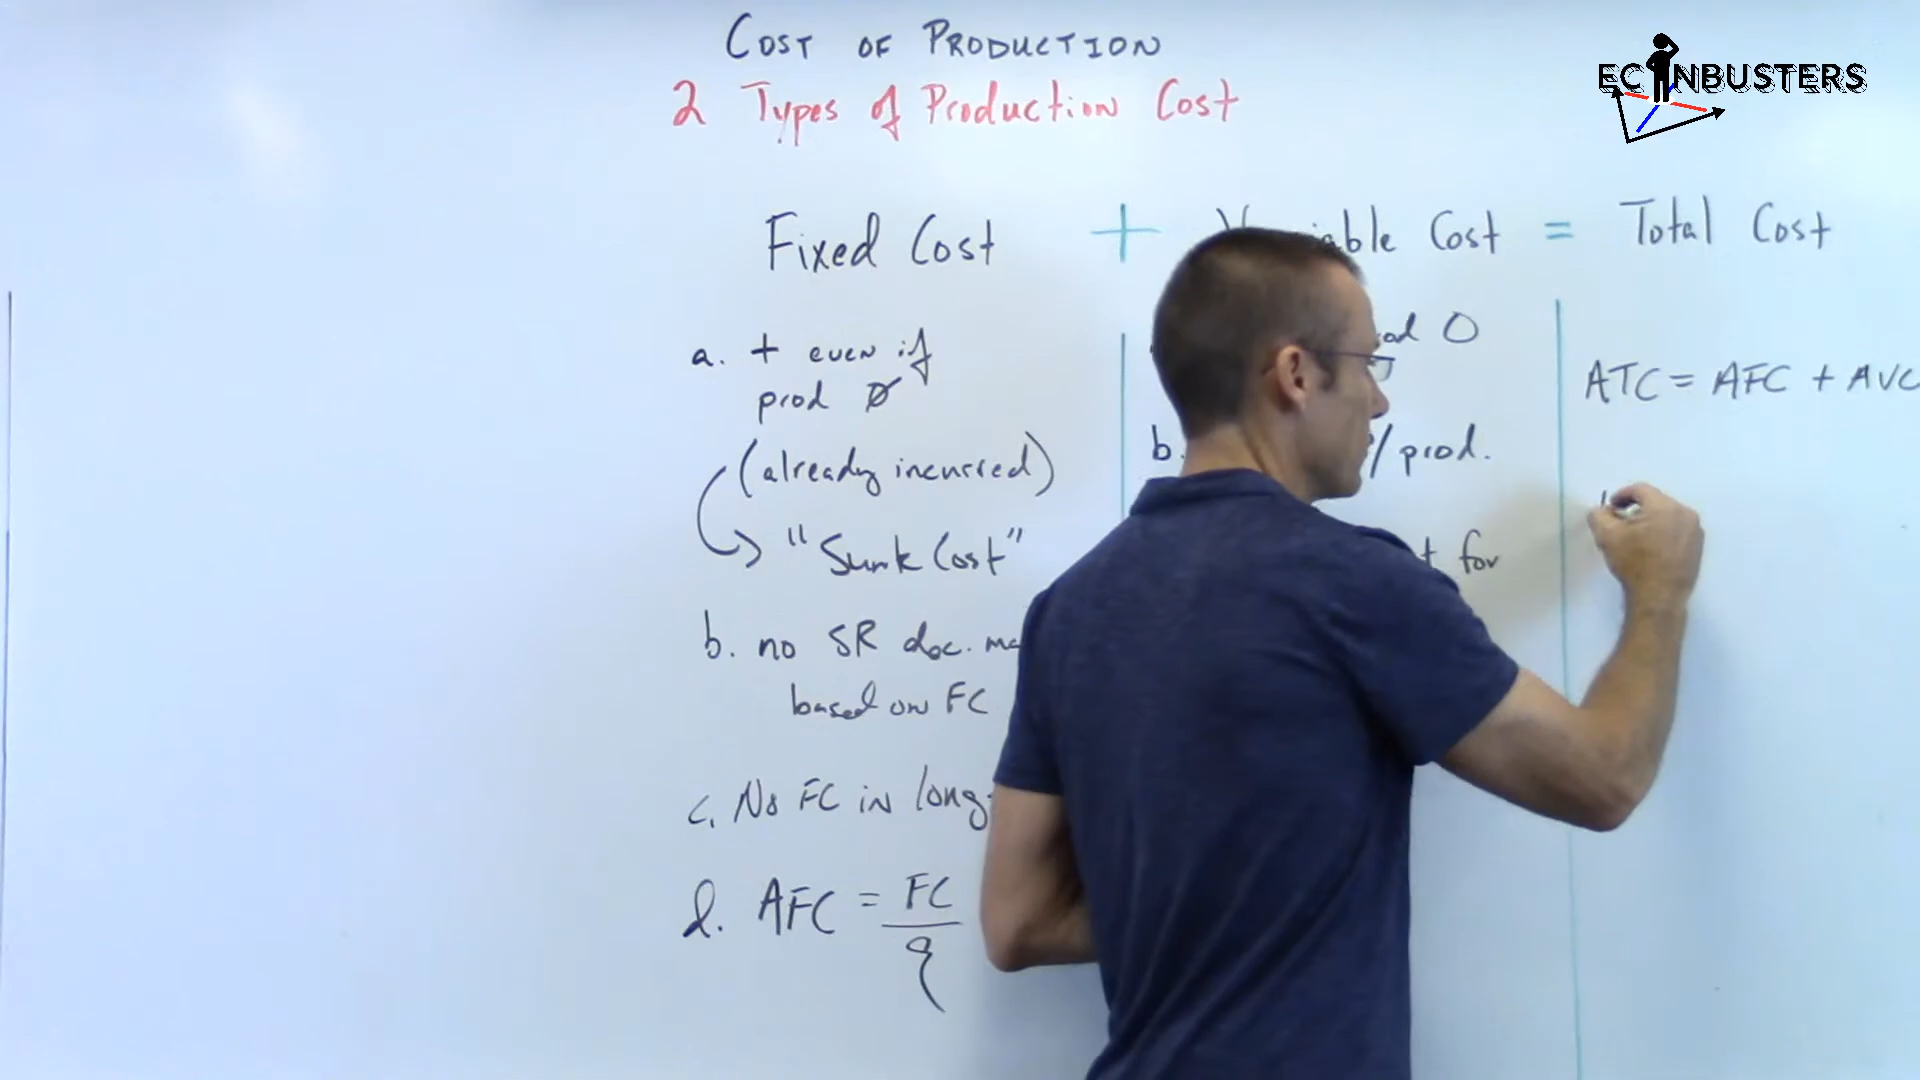 COST OF PRODUCTION
2 Types of Production Cost
ECONBUSTERS
Fixed Cost + Variable Cost = Total Cost
a. + even if
prod Ø
(already incurred)
"Sunk Cost"
b. no SR dec.
based on FC
c. No FC in long
d. AFC = FC
q
O
b. / prod.
for
ATC = AFC + AVC